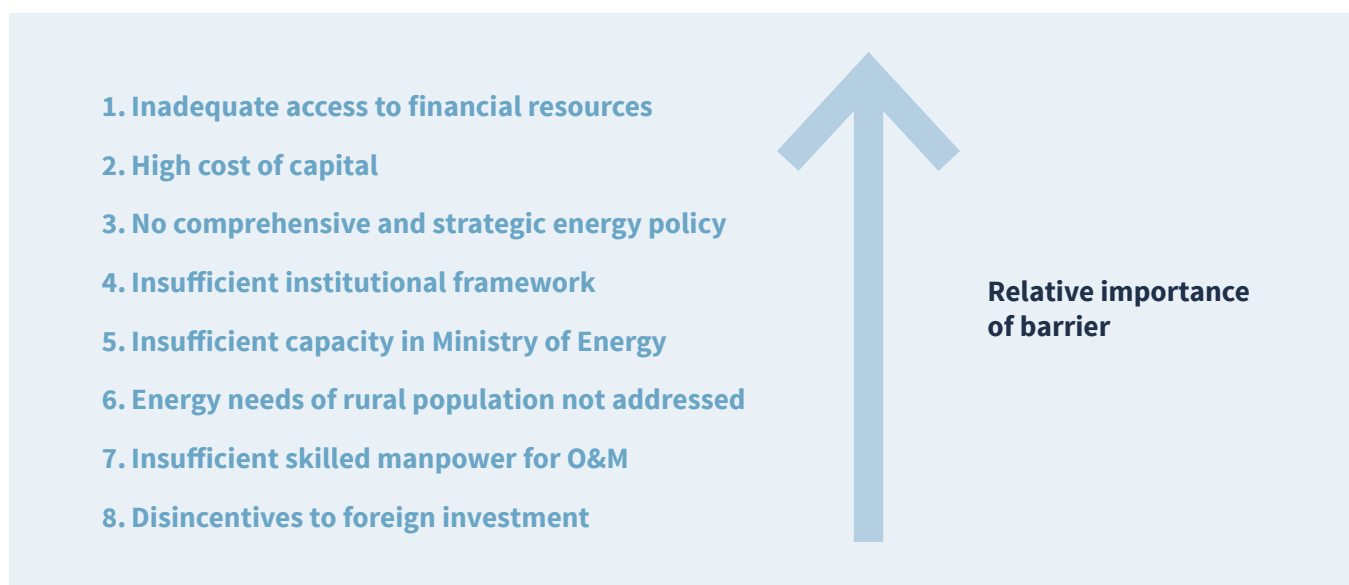 1. Inadequate access to financial resources
2. High cost of capital
3. No comprehensive and strategic energy policy
4. Insufficient institutional framework
5. Insufficient capacity in Ministry of Energy
6. Energy needs of rural population not addressed
7. Insufficient skilled manpower for O&M
8. Disincentives to foreign investment
Relative importance
of barrier